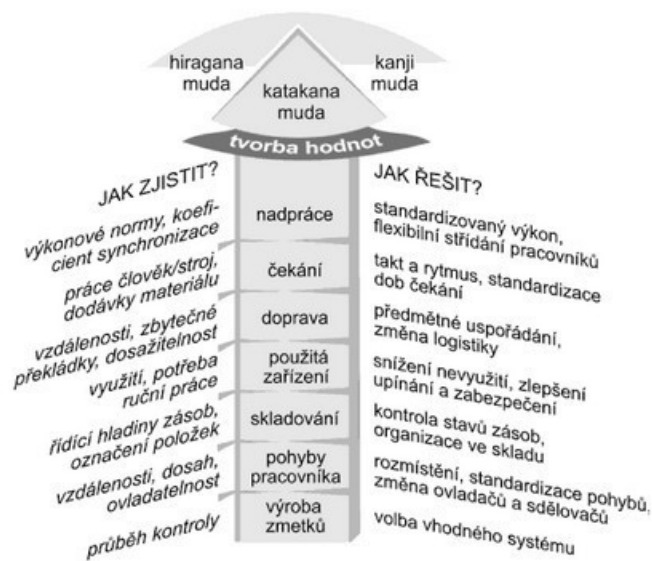 hiragana
muda
kanji
muda
katakana
muda
tvorba hodnot
JAK ZJISTIT?
JAK ŘEŠIT?
výkonové normy, koefi-
cient synchronizace
nadpráce
standardizovaný výkon,
flexibilní střídání pracovníků
práce člověk/stroj,
dodávky materiálu
čekání
takt a rytmus, standardizace
dob čekání
vzdálenosti, zbytečné
překládky, dosažitelnost
doprava
předmětné uspořádání,
změna logistiky
využití, potřeba
ruční práce
použitá
zařízení
snížení nevyužití, zlepšení
upínání a zabezpečení
řídící hladiny zásob,
označení položek
skladování
kontrola stavů zásob,
organizace ve skladu
vzdálenosti, dosah,
ovladatelnost
pohyby
pracovníka
rozmístění, standardizace pohybů,
změna ovladačů a sdělovačů
průběh kontroly
výroba
zmetků
volba vhodného systému